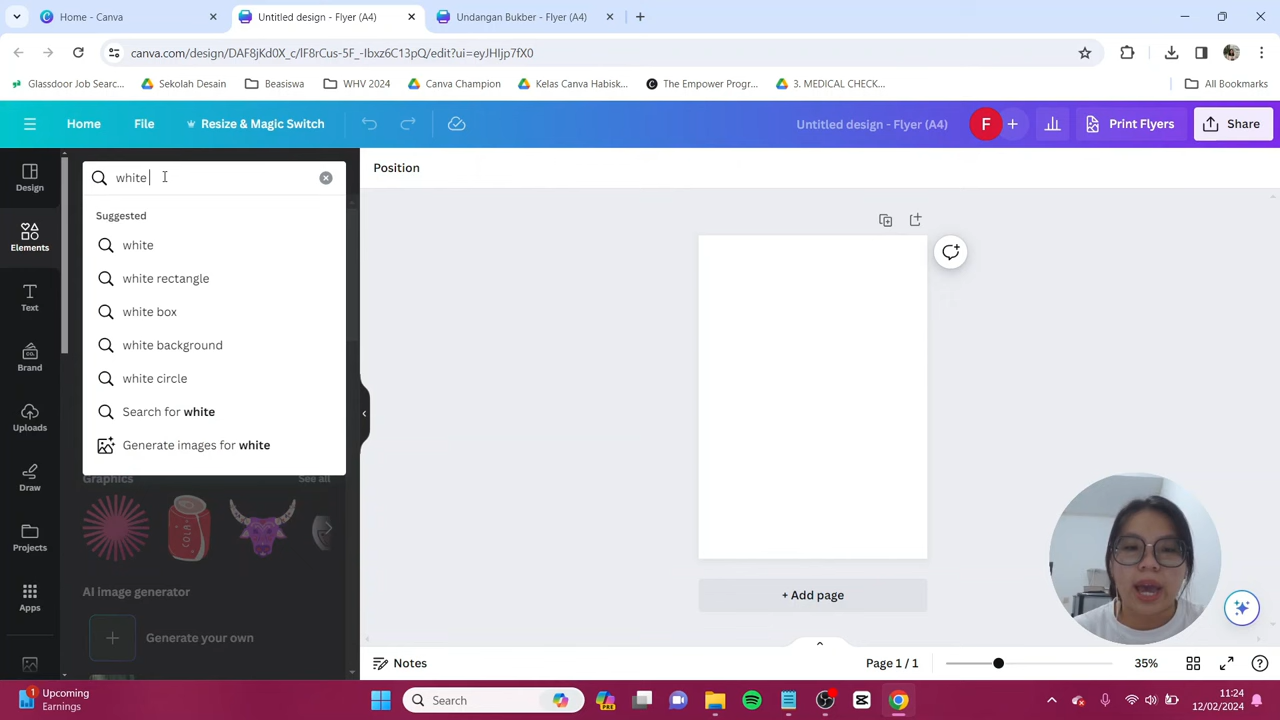 Home - Canva
Untitled design - Flyer (A4)
Undangan Bukber - Flyer (A4)
canva.com/design/DAF8jKd0X_c/lF8rCus-5F_-Ibxz6C13pQ/edit?ui=eyJHIjp7fX0
Glassdoor Job Searc...
Sekolah Desain
Beasiswa
WHV 2024
Canva Champion
Kelas Canva Habisk...
The Empower Progr...
3. MEDICAL CHECK...
All Bookmarks
Home
File
Resize & Magic Switch
Untitled design - Flyer (A4)
F
Print Flyers
Share
Design
Elements
Text
Brand
Uploads
Draw
Projects
Apps
white
Suggested
white
white rectangle
white box
white background
white circle
Search for white
Generate images for white
Graphics
See all
COLA
AI image generator
Generate your own
Position
+ Add page
Notes
Page 1 / 1
35%
1
Upcoming
Earnings
Search
PRE
11:24
12/02/2024